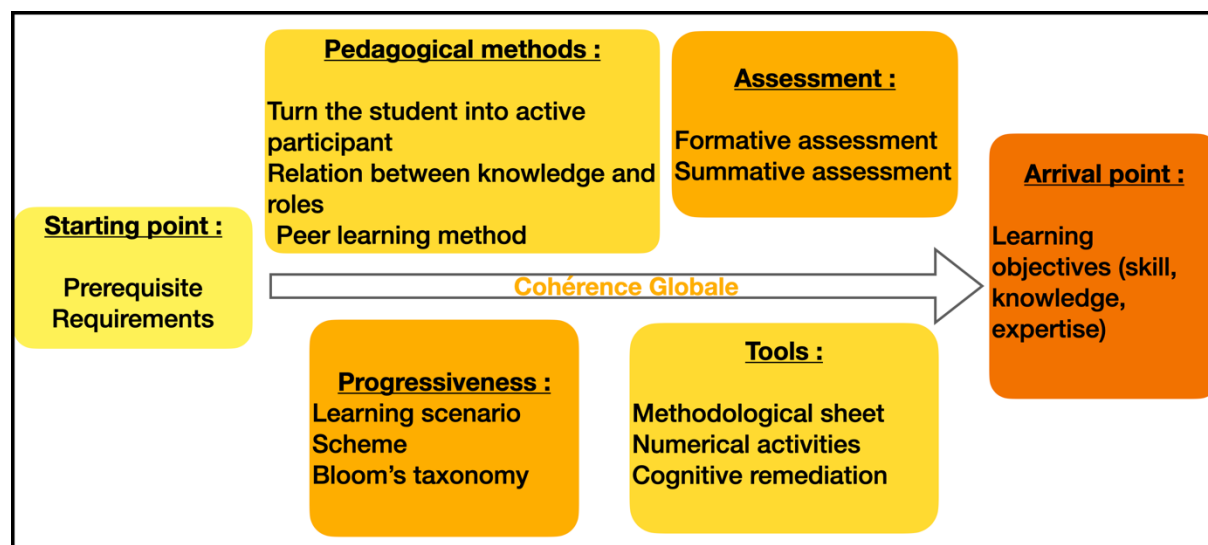 Starting point :
Prerequisite
Requirements
Pedagogical methods :
Turn the student into active
participant
Relation between knowledge and
roles
Peer learning method
Assessment :
Formative assessment
Summative assessment
Cohérence Globale
Progressiveness :
Learning scenario
Scheme
Bloom’s taxonomy
Tools :
Methodological sheet
Numerical activities
Cognitive remediation
Arrival point :
Learning
objectives (skill,
knowledge,
expertise)